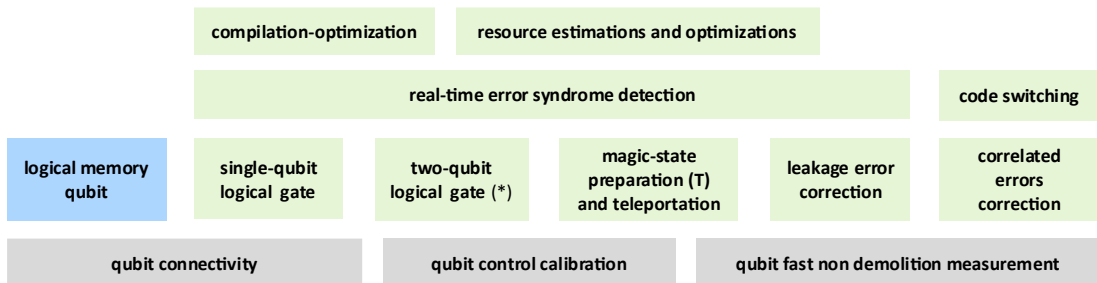 compilation-optimization
resource estimations and optimizations
real-time error syndrome detection
code switching
logical memory
qubit
single-qubit
logical gate
two-qubit
logical gate (*)
magic-state
preparation (T)
and teleportation
leakage error
correction
correlated
errors
correction
qubit connectivity
qubit control calibration
qubit fast non demolition measurement